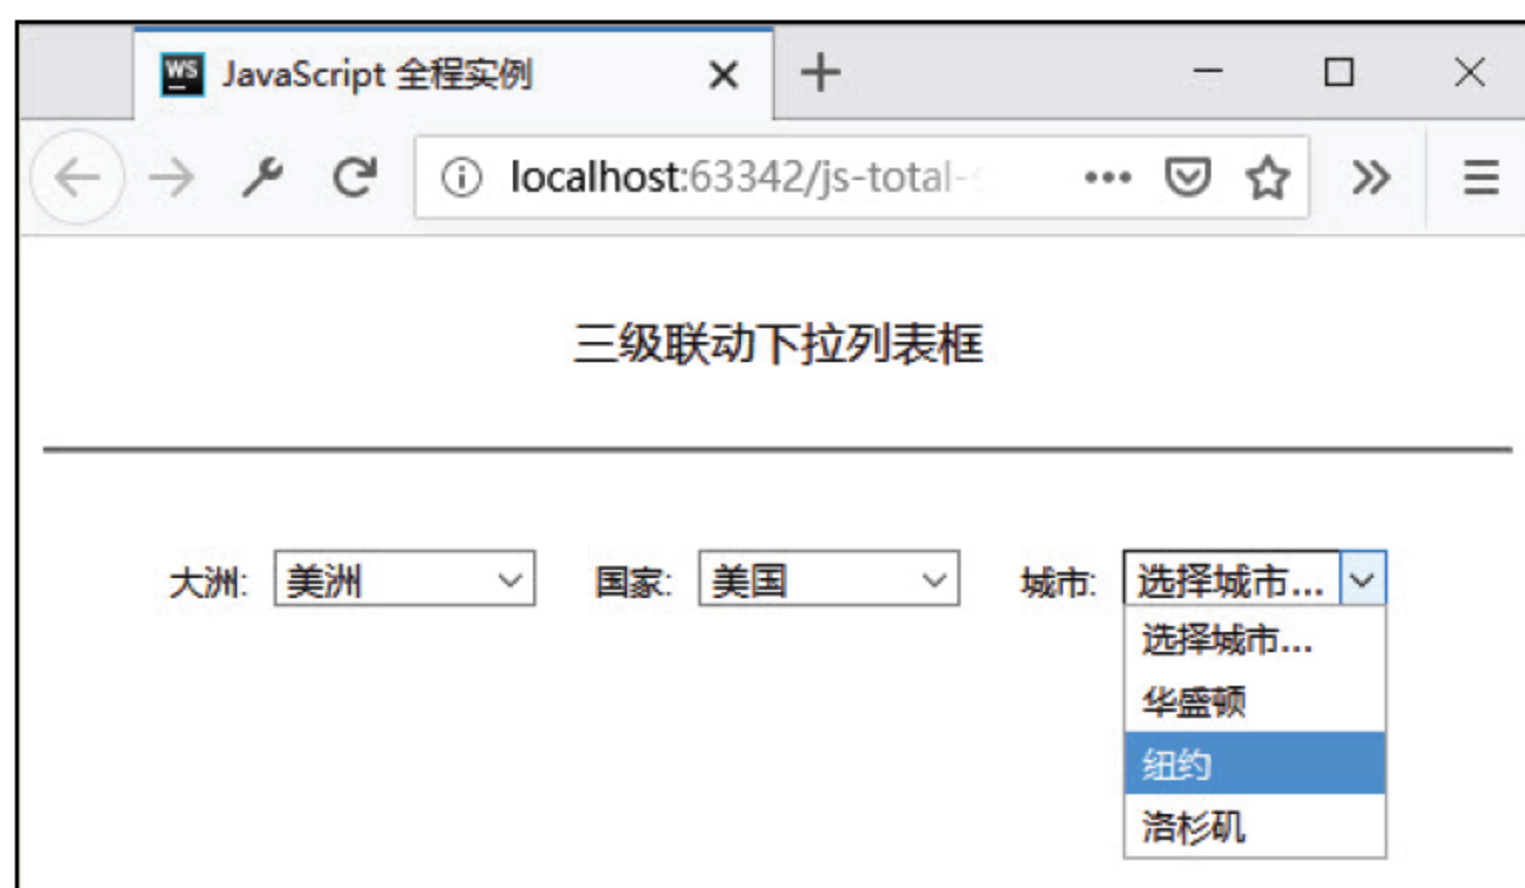 WS JavaScript 全程实例
localhost:63342/js-total-
三级联动下拉列表框
大洲: 美洲 国家: 美国 城市: 选择城市...
选择城市...
华盛顿
纽约
洛杉矶